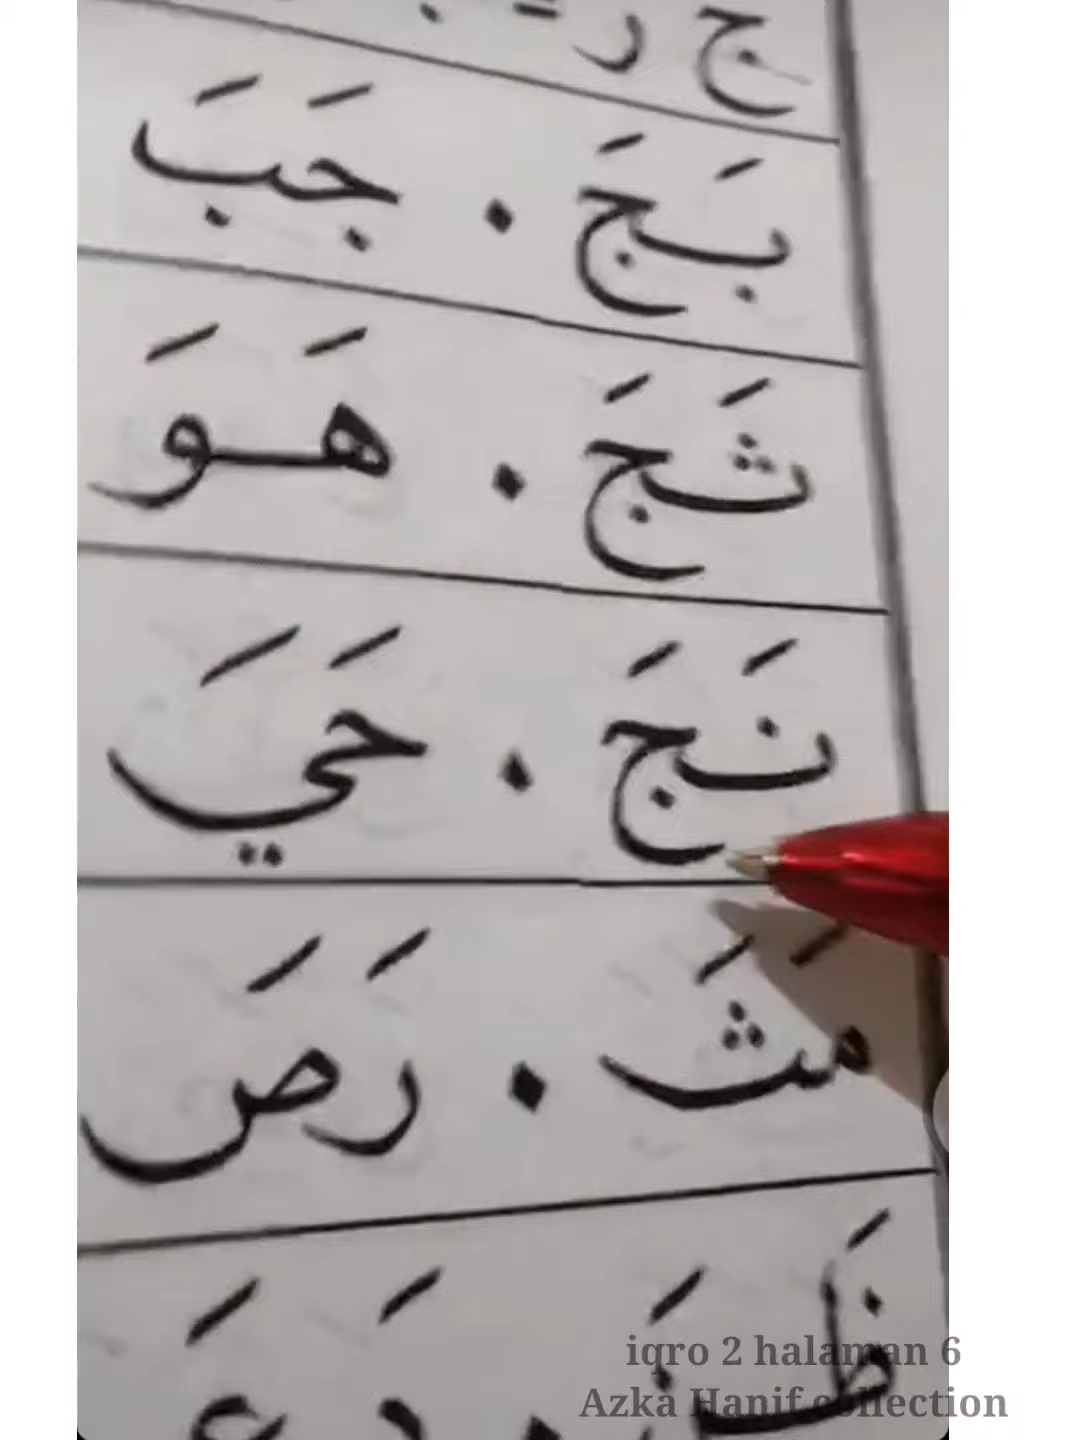 بَجَ . جَبَ
ثَجَ . هَوَ
نَجَ . حَيَ
مَثَ . رَصَ
iqro 2 halaman 6
Azka Hanif collection